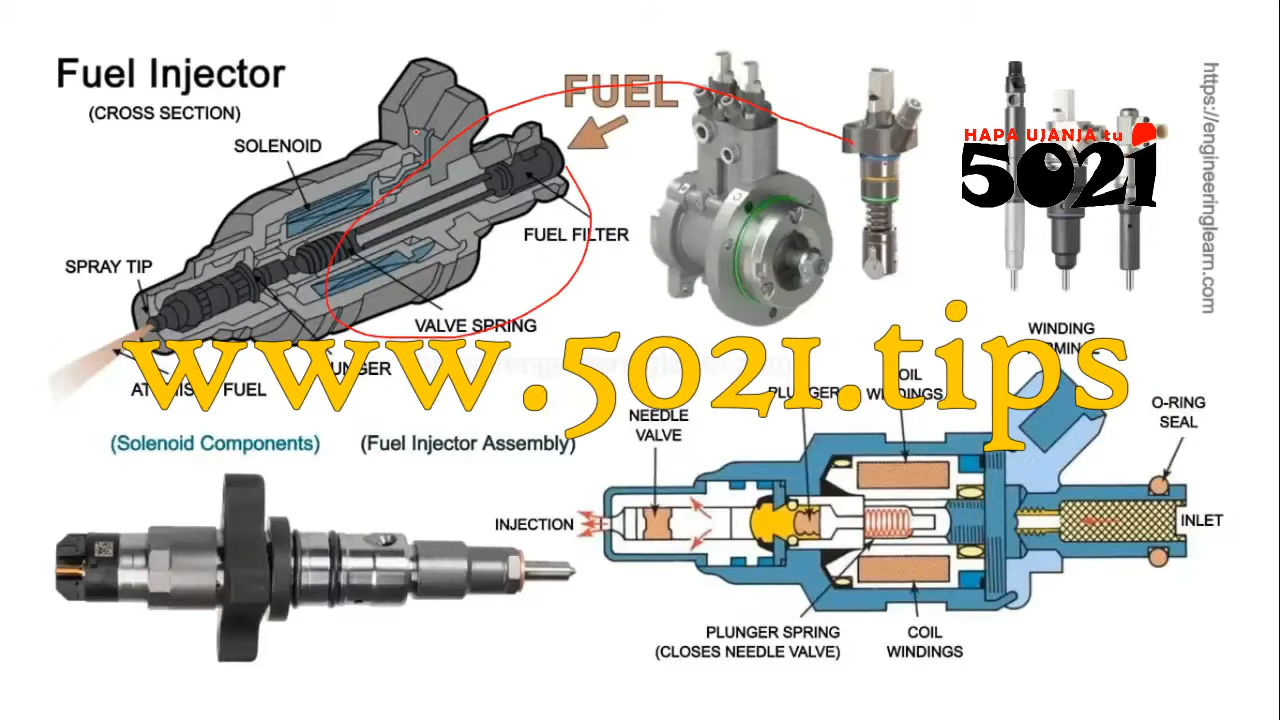 Fuel Injector
(CROSS SECTION)
SOLENOID
FUEL
FUEL FILTER
SPRAY TIP
VALVE SPRING
FUEL
HAPA UJANJA tu
5021
https://engineeringlearn.com
www.5021.tips
WINDING
PLUNGER
NEEDLE
VALVE
WINDINGS
O-RING
SEAL
(Solenoid Components)
(Fuel Injector Assembly)
INJECTION
INLET
PLUNGER SPRING
(CLOSES NEEDLE VALVE)
COIL
WINDINGS